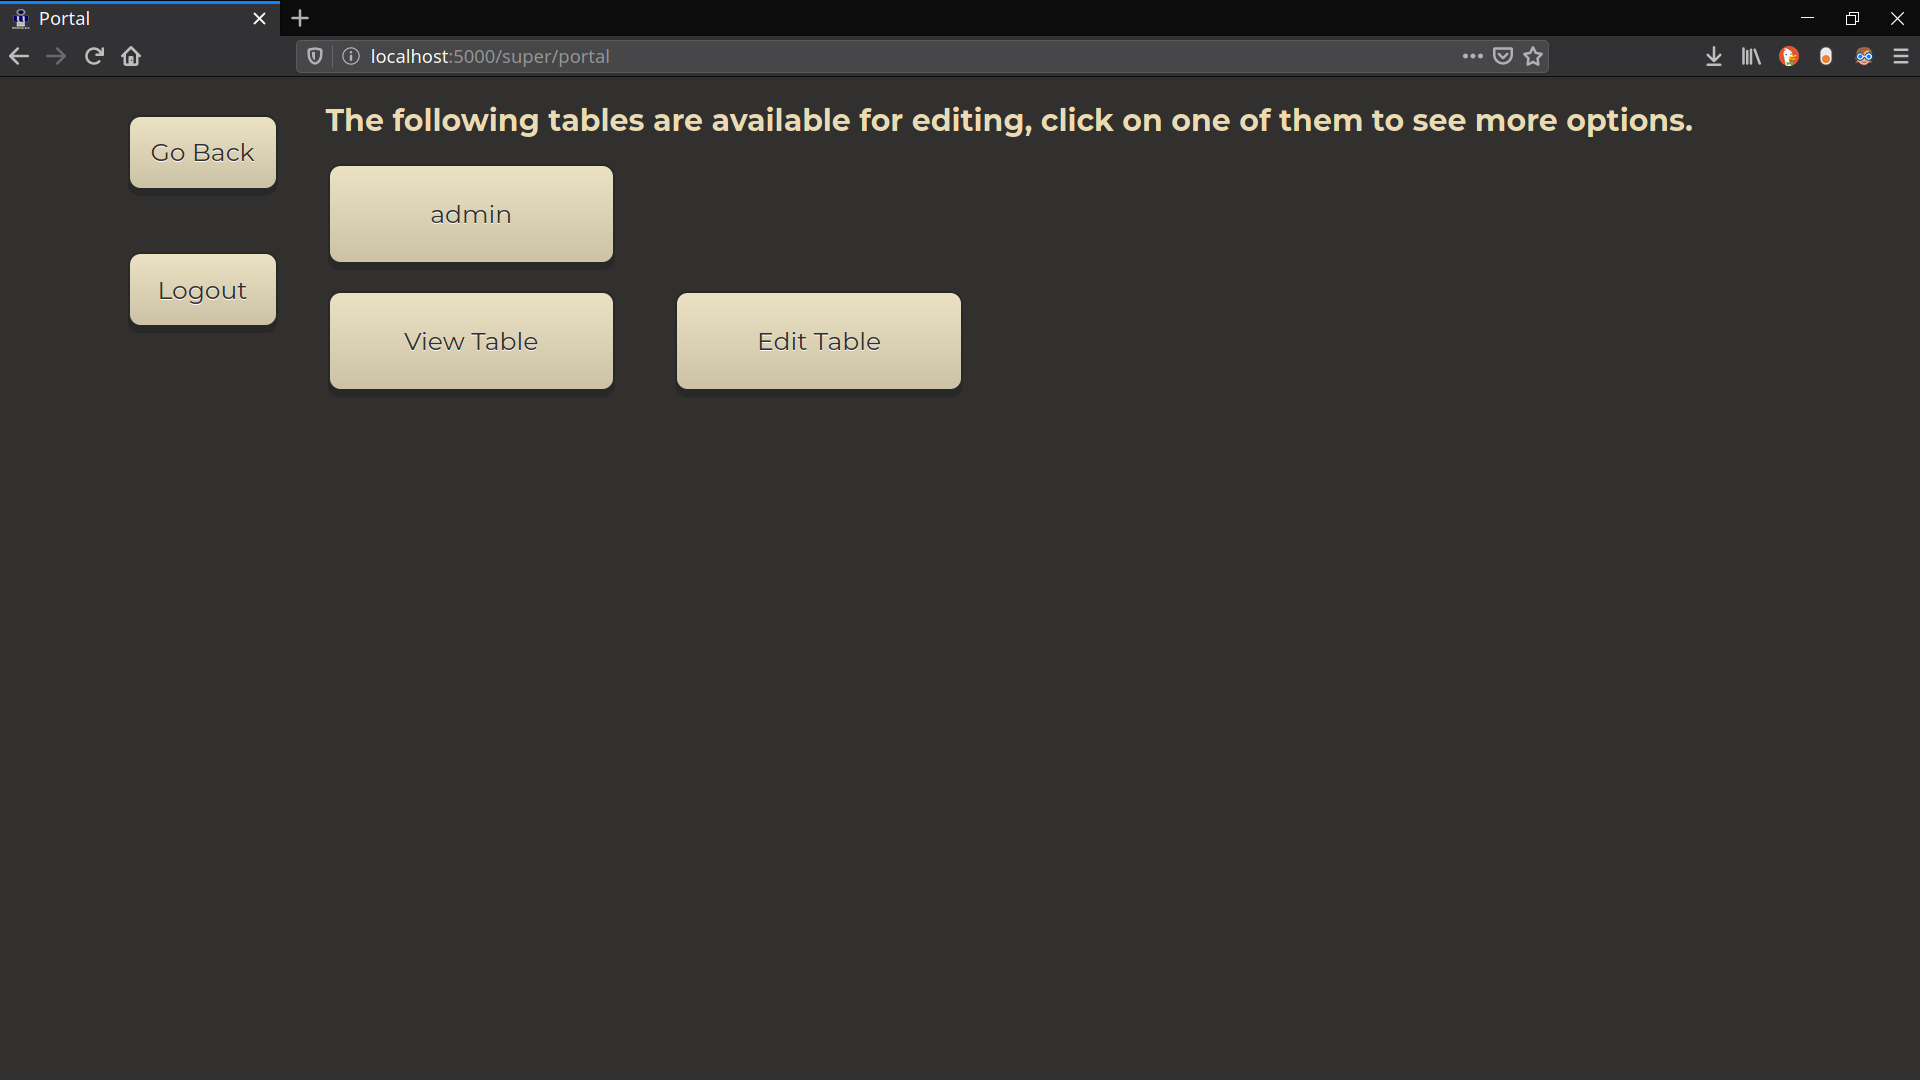 Portal
localhost:5000/super/portal
The following tables are available for editing, click on one of them to see more options.
Go Back
admin
Logout
View Table
Edit Table